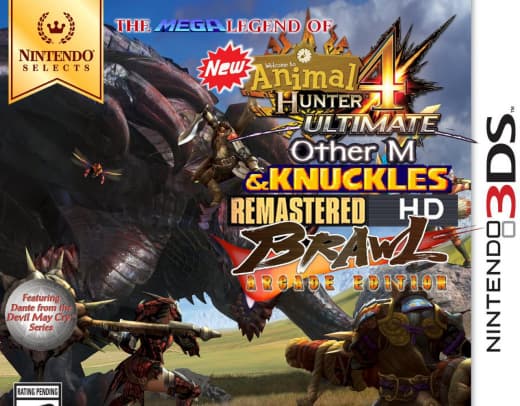 NINTENDO
SELECTS
THE MEGA LEGEND OF
New
Welcome to
Animal
HUNTER 4
ULTIMATE
Other M
&KNUCKLES
REMASTERED HD
BRAWL
ARCADE EDITION
Featuring
Dante from the
Devil May Cry
Series
RATING PENDING
NINTENDO 3DS
TM